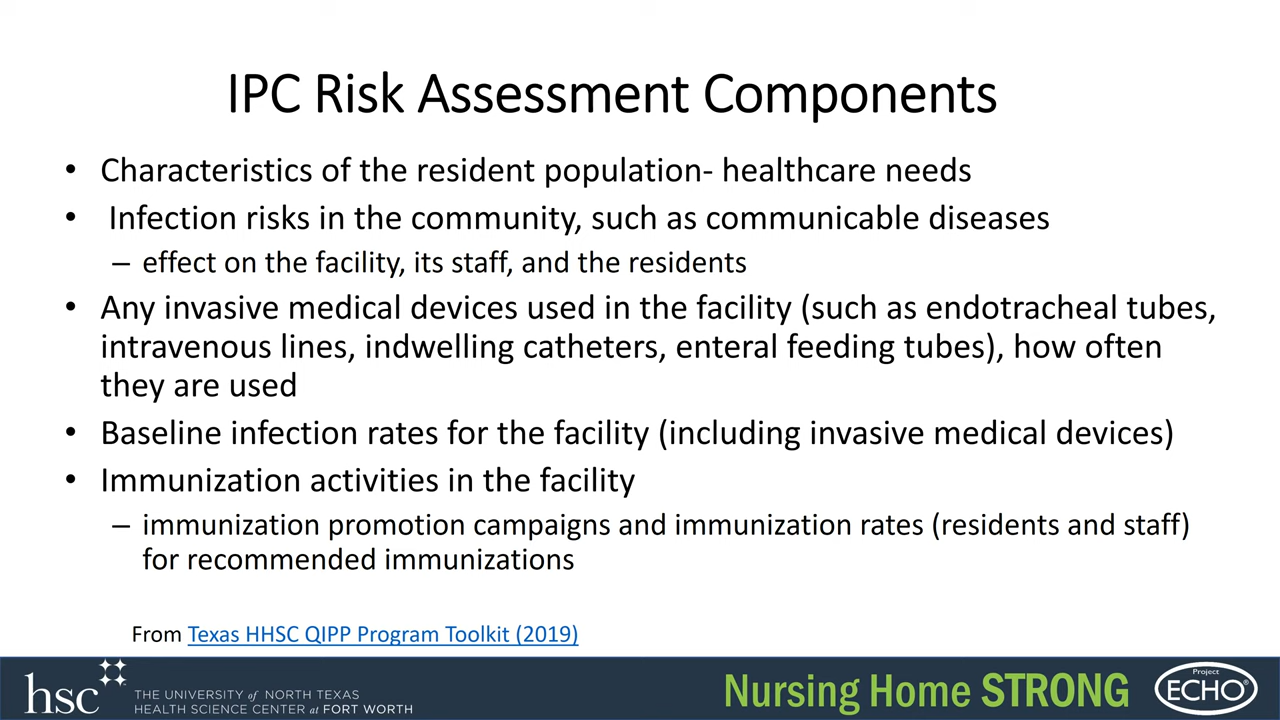 IPC Risk Assessment Components
• Characteristics of the resident population- healthcare needs
• Infection risks in the community, such as communicable diseases
– effect on the facility, its staff, and the residents
• Any invasive medical devices used in the facility (such as endotracheal tubes,
intravenous lines, indwelling catheters, enteral feeding tubes), how often
they are used
• Baseline infection rates for the facility (including invasive medical devices)
• Immunization activities in the facility
– immunization promotion campaigns and immunization rates (residents and staff)
for recommended immunizations
From Texas HHSC QIPP Program Toolkit (2019)
hsc
THE UNIVERSITY of NORTH TEXAS
HEALTH SCIENCE CENTER at FORT WORTH
Nursing Home STRONG
Project
ECHO®